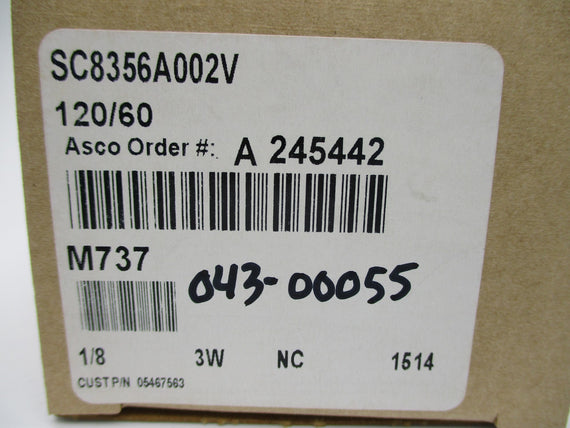 SC8356A002V
120/60
Asco Order #: A 245442
M737
043-00055
1/8 3W NC 1514
CUST P/N 05467563